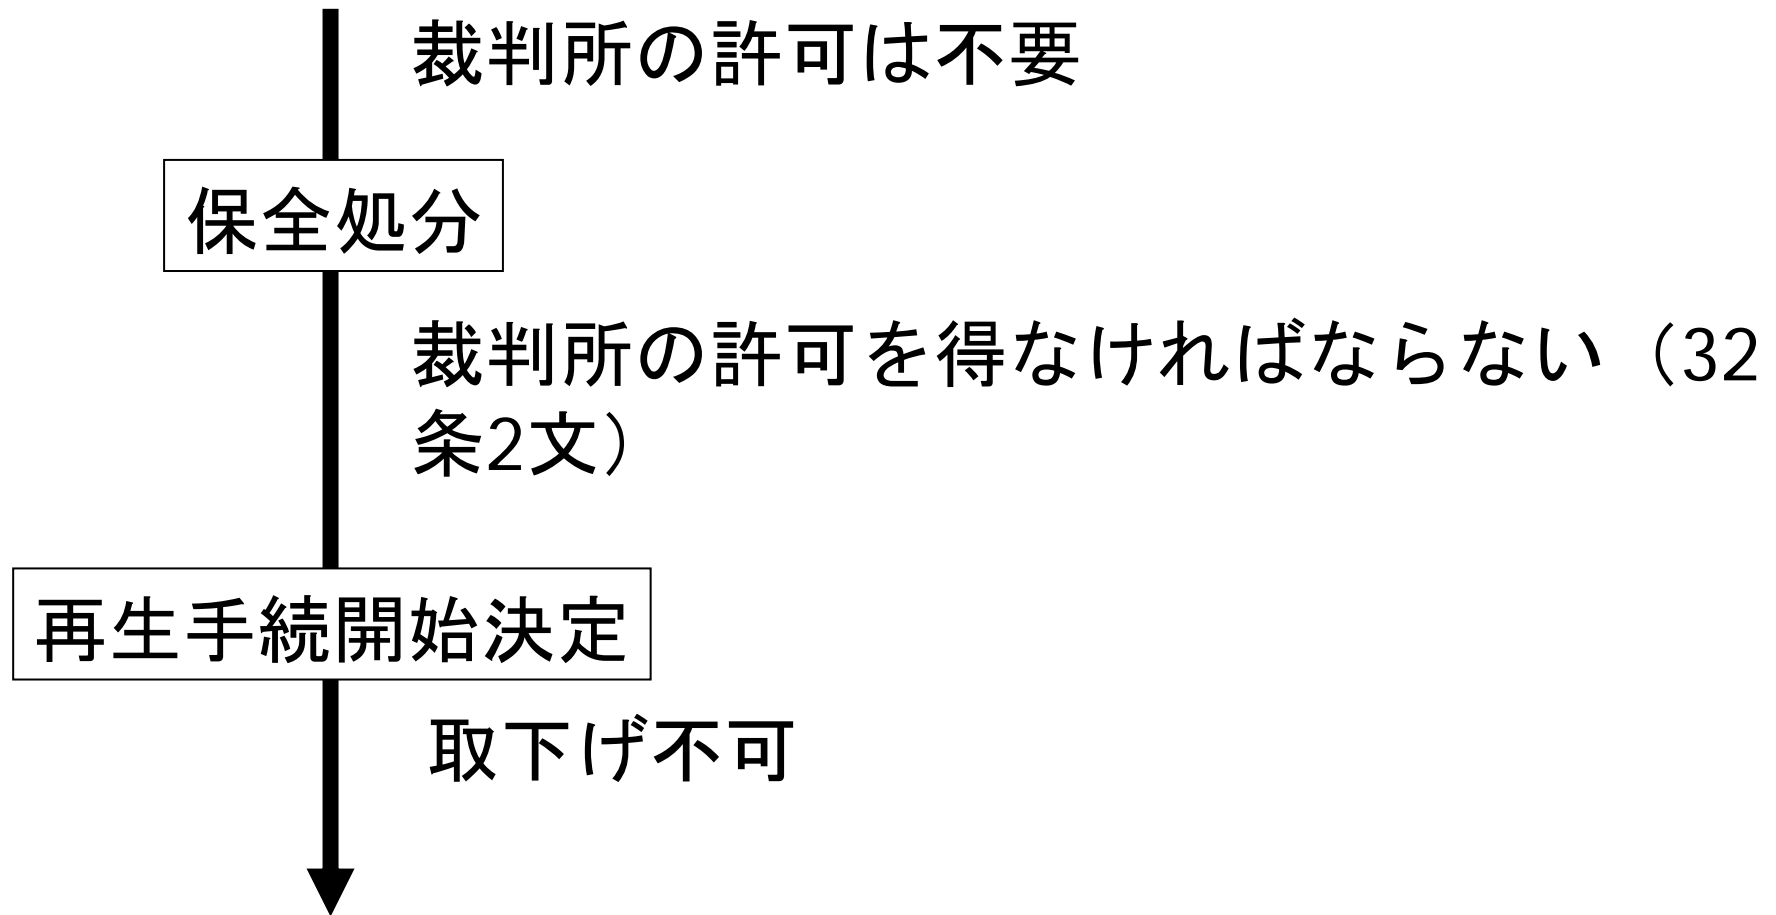 裁判所の許可は不要
保全処分
裁判所の許可を得なければならない（32
条2文）
再生手続開始決定
取下げ不可